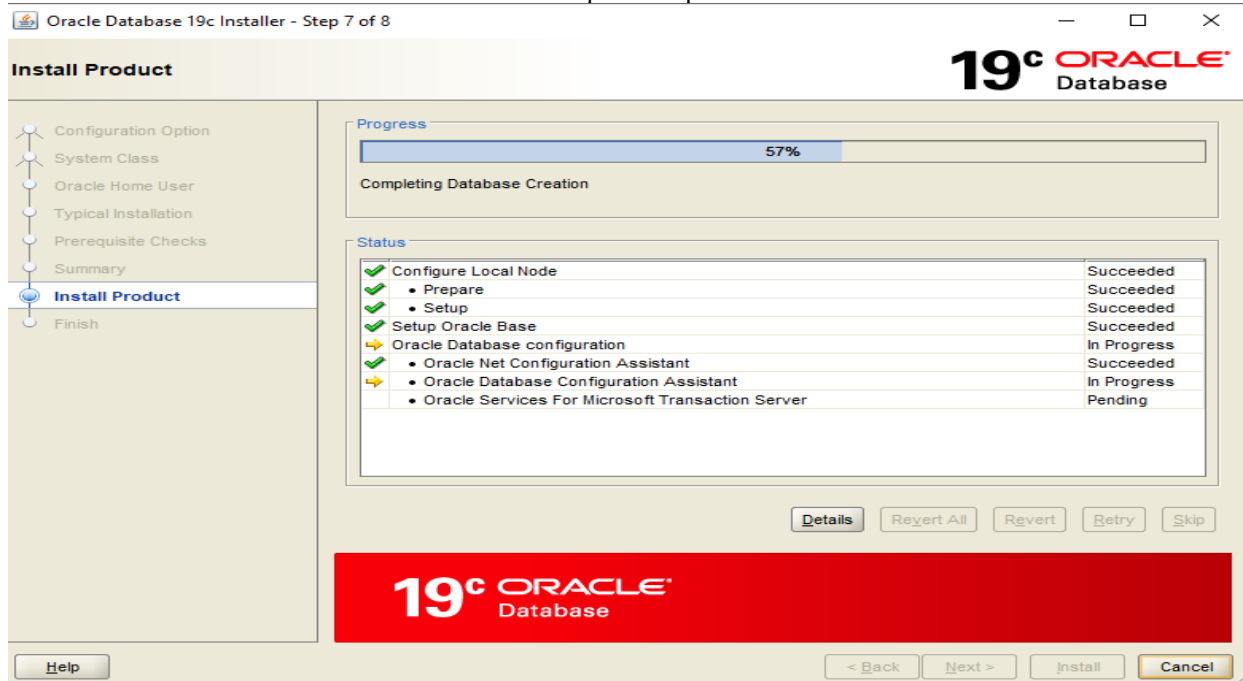 Oracle Database 19c Installer - Step 7 of 8
Install Product
19c ORACLE
Database
Configuration Option
System Class
Oracle Home User
Typical Installation
Prerequisite Checks
Summary
Install Product
Finish
Progress
57%
Completing Database Creation
Status
Configure Local Node Succeeded
• Prepare Succeeded
• Setup Succeeded
Setup Oracle Base Succeeded
Oracle Database configuration In Progress
• Oracle Net Configuration Assistant Succeeded
• Oracle Database Configuration Assistant In Progress
• Oracle Services For Microsoft Transaction Server Pending
Details Revert All Revert Retry Skip
19c ORACLE
Database
Help < Back Next > Install Cancel